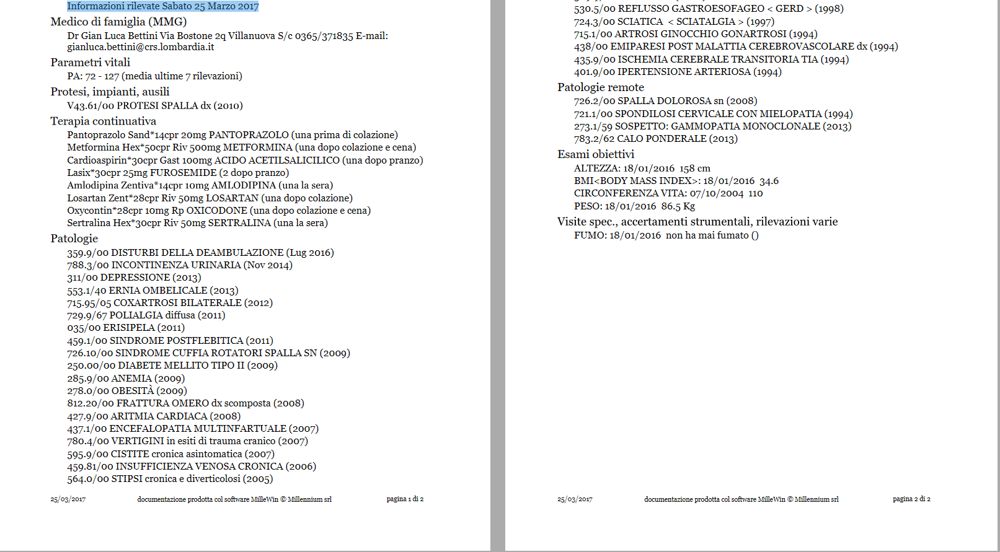 Informazioni rilevate Sabato 25 Marzo 2017
Medico di famiglia (MMG)
Dr Gian Luca Bettini Via Bostone 2q Villanuova S/c 0365/371835 E-mail:
gianluca.bettini@crs.lombardia.it
Parametri vitali
PA: 72 - 127 (media ultime 7 rilevazioni)
Protesi, impianti, ausili
V43.61/00 PROTESI SPALLA dx (2010)
Terapia continuativa
Pantoprazolo Sand*14cpr 20mg PANTOPRAZOLO (una prima di colazione)
Metformina Hex*50cpr Riv 500mg METFORMINA (una dopo colazione e cena)
Cardioaspirin*30cpr Gast 100mg ACIDO ACETILSALICILICO (una dopo pranzo)
Lasix*30cpr 25mg FUROSEMIDE (2 dopo pranzo)
Amlodipina Zentiva*14cpr 10mg AMLODIPINA (una la sera)
Losartan Zent*28cpr Riv 50mg LOSARTAN (una dopo colazione)
Oxycontin*28cpr 10mg Rp OXICODONE (una dopo colazione e cena)
Sertralina Hex*30cpr Riv 50mg SERTRALINA (una la sera)
Patologie
359.9/00 DISTURBI DELLA DEAMBULAZIONE (Lug 2016)
788.3/00 INCONTINENZA URINARIA (Nov 2014)
311/00 DEPRESSIONE (2013)
553.1/40 ERNIA OMBELICALE (2013)
715.95/05 COXARTROSI BILATERALE (2012)
729.9/67 POLIALGIA diffusa (2011)
035/00 ERISIPELA (2011)
459.1/00 SINDROME POSTFLEBITICA (2011)
726.10/00 SINDROME CUFFIA ROTATORI SPALLA SN (2009)
250.00/00 DIABETE MELLITO TIPO II (2009)
285.9/00 ANEMIA (2009)
278.0/00 OBESITÀ (2009)
812.20/00 FRATTURA OMERO dx scomposta (2008)
427.9/00 ARITMIA CARDIACA (2008)
437.1/00 ENCEFALOPATIA MULTINFARTUALE (2007)
780.4/00 VERTIGINI in esiti di trauma cranico (2007)
595.9/00 CISTITE cronica asintomatica (2007)
459.81/00 INSUFFICIENZA VENOSA CRONICA (2006)
564.0/00 STIPSI cronica e diverticolosi (2005)
25/03/2017 documentazione prodotta col software MilleWin © Millennium srl pagina 1 di 2
530.5/00 REFLUSSO GASTROESOFAGEO < GERD > (1998)
724.3/00 SCIATICA < SCIATALGIA > (1997)
715.1/00 ARTROSI GINOCCHIO GONARTROSI (1994)
438/00 EMIPARESI POST MALATTIA CEREBROVASCOLARE dx (1994)
435.9/00 ISCHEMIA CEREBRALE TRANSITORIA TIA (1994)
401.9/00 IPERTENSIONE ARTERIOSA (1994)
Patologie remote
726.2/00 SPALLA DOLOROSA sn (2008)
721.1/00 SPONDILOSI CERVICALE CON MIELOPATIA (1994)
273.1/59 SOSPETTO: GAMMOPATIA MONOCLONALE (2013)
783.2/62 CALO PONDERALE (2013)
Esami obiettivi
ALTEZZA: 18/01/2016 158 cm
BMI<BODY MASS INDEX>: 18/01/2016 34.6
CIRCONFERENZA VITA: 07/10/2004 110
PESO: 18/01/2016 86.5 Kg
Visite spec., accertamenti strumentali, rilevazioni varie
FUMO: 18/01/2016 non ha mai fumato ()
25/03/2017 documentazione prodotta col software MilleWin © Millennium srl pagina 2 di 2